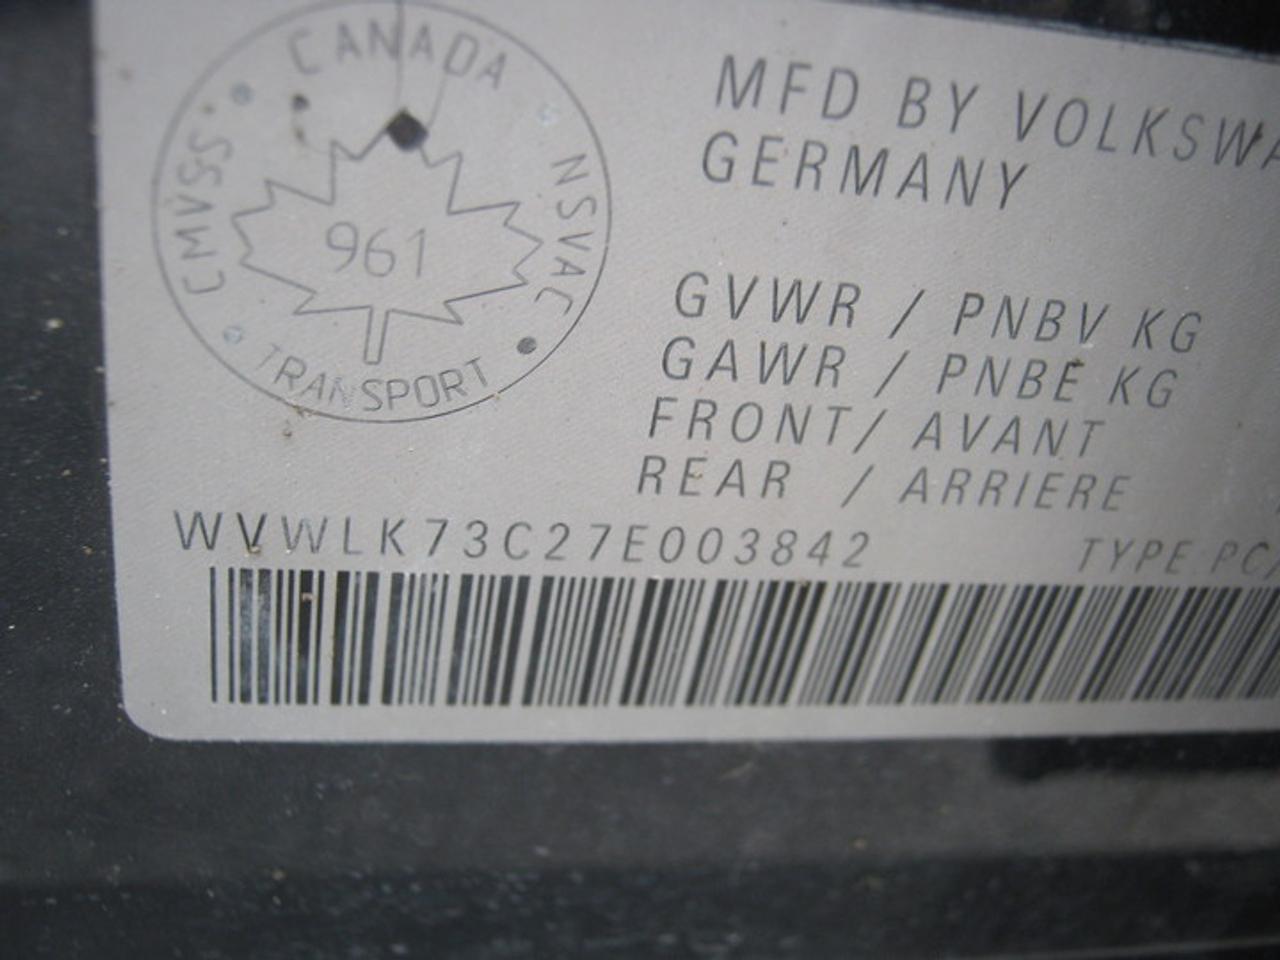 CANADA
CMVSS
NSVAC
961
TRANSPORT
MFD BY VOLKSWA
GERMANY
GVWR / PNBV KG
GAWR / PNBE KG
FRONT / AVANT
REAR / ARRIERE
WVWLK73C27E003842
TYPE: PC/